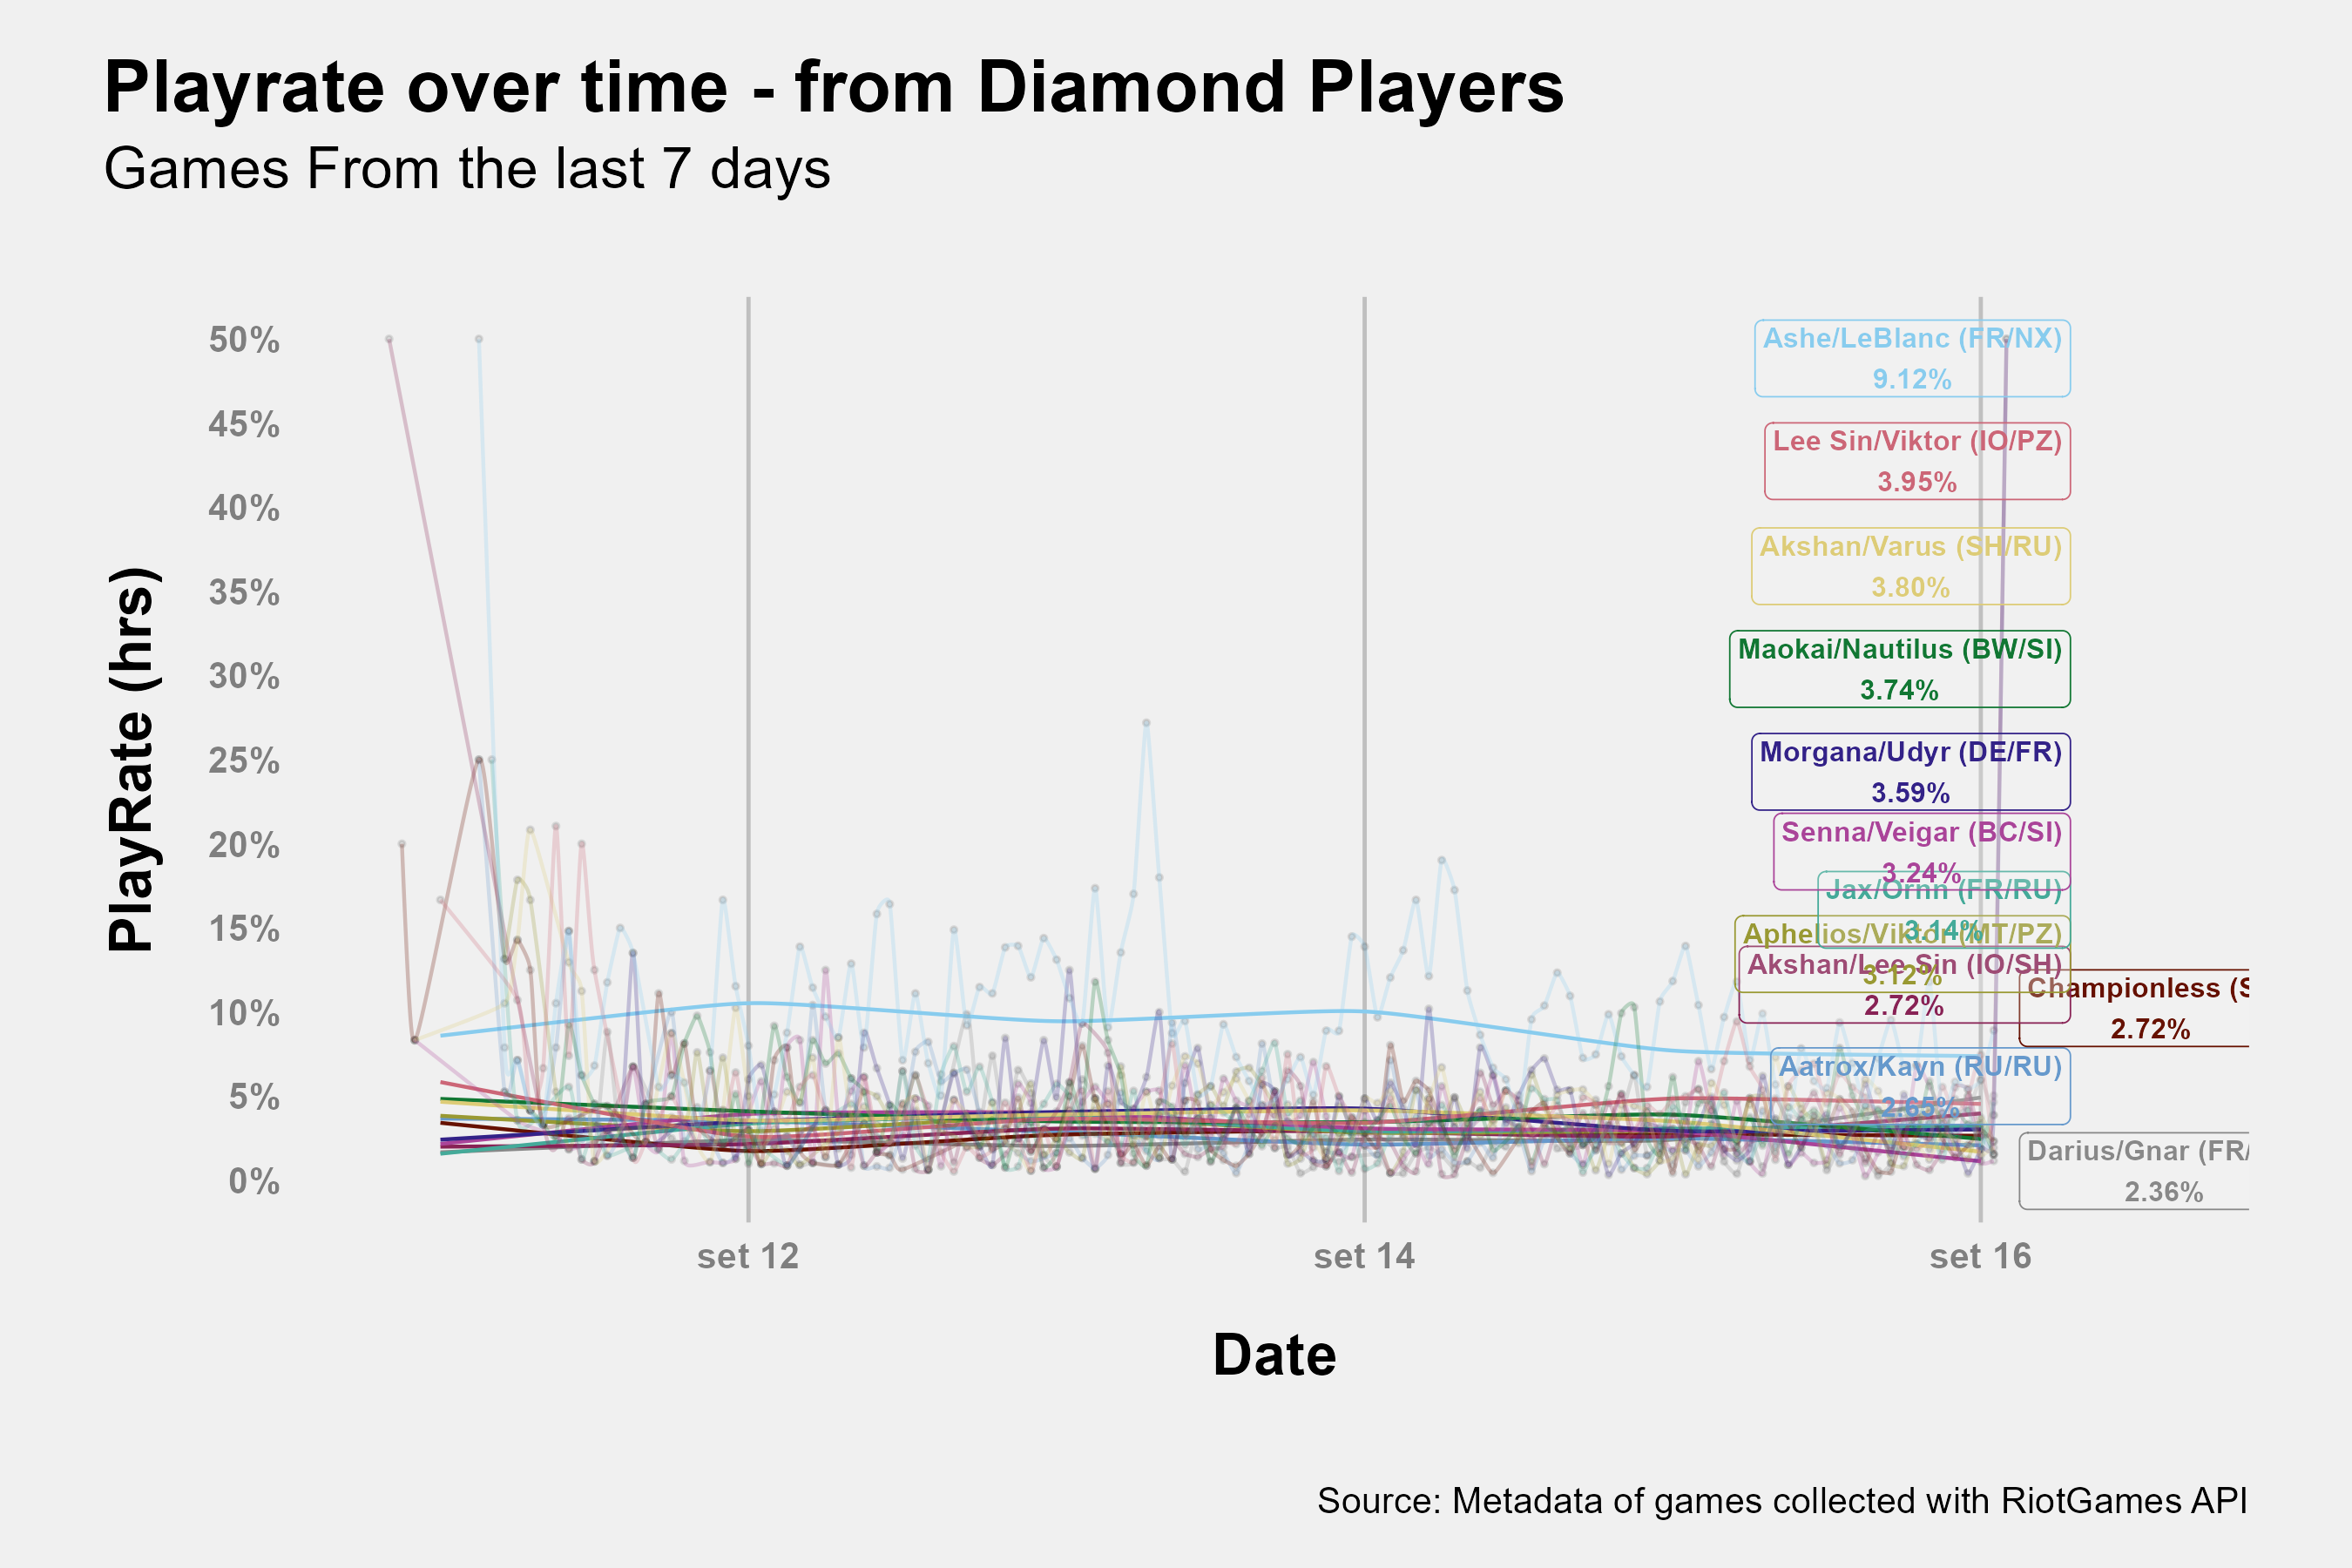 Playrate over time - from Diamond Players
Games From the last 7 days
PlayRate (hrs)
50%
45%
40%
35%
30%
25%
20%
15%
10%
5%
0%
Ashe/LeBlanc (FR/NX)
9.12%
Lee Sin/Viktor (IO/PZ)
3.95%
Akshan/Varus (SH/RU)
3.80%
Maokai/Nautilus (BW/SI)
3.74%
Morgana/Udyr (DE/FR)
3.59%
Senna/Veigar (BC/SI)
3.24%
Jax/Ornn (FR/RU)
3.14%
Aphelios/Viktor (MT/PZ)
3.12%
Akshan/Lee Sin (IO/SH)
2.72%
Championless (S
2.72%
Aatrox/Kayn (RU/RU)
2.65%
Darius/Gnar (FR/
2.36%
set 12
set 14
set 16
Date
Source: Metadata of games collected with RiotGames API